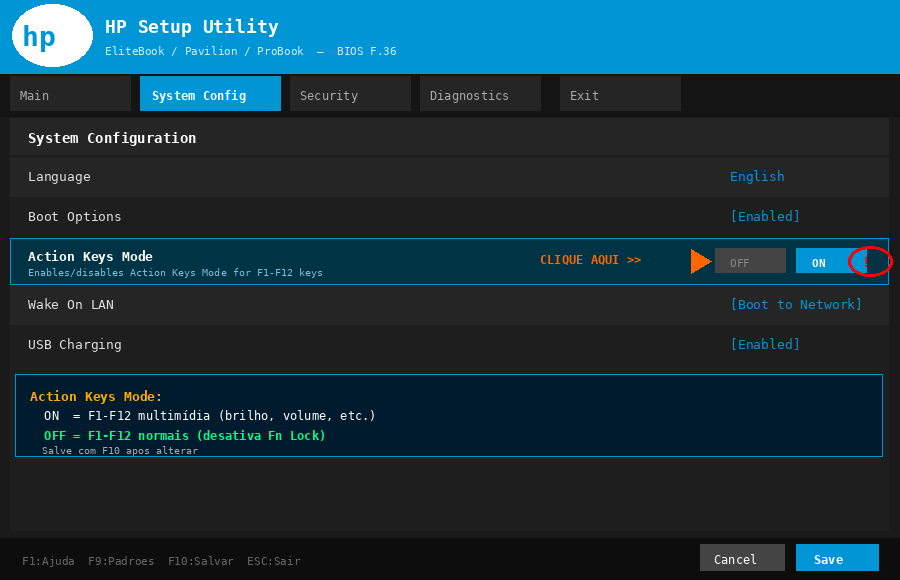 hp
HP Setup Utility
EliteBook / Pavilion / ProBook — BIOS F.36
Main System Config Security Diagnostics Exit
System Configuration
Language English
Boot Options [Enabled]
Action Keys Mode
Enables/disables Action Keys Mode for F1-F12 keys
CLIQUE AQUI >> OFF ON
Wake On LAN [Boot to Network]
USB Charging [Enabled]
Action Keys Mode:
ON = F1-F12 multimídia (brilho, volume, etc.)
OFF = F1-F12 normais (desativa Fn Lock)
Salve com F10 apos alterar
F1:Ajuda F9:Padroes F10:Salvar ESC:Sair
Cancel Save